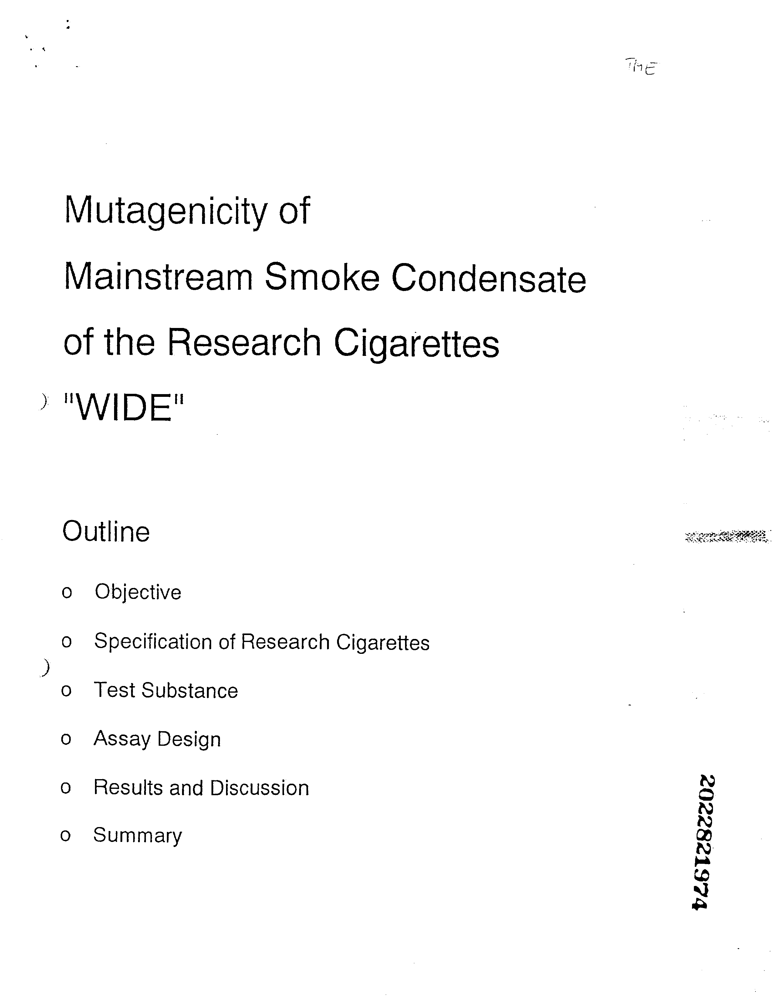 Mutagenicity of
Mainstream Smoke Condensate
of the Research Cigarettes
"WIDE"
Outline
o Objective
o Specification of Research Cigarettes
o Test Substance
o Assay Design
o Results and Discussion
o Summary
2022821974